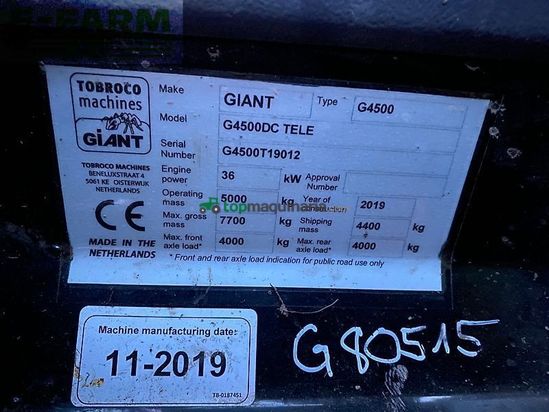 E-FARM
TOBROCO
machines
GiANT
TOBROCO MACHINES
BENELUXSTRAAT 4
5061 KE OISTERWIJK
NETHERLANDS
CE
MADE IN THE
NETHERLANDS
Make GIANT Type G4500
Model G4500DC TELE
Serial Number G4500T19012
Engine power 36 kW Approval Number
Operating mass 5000 kg Year of construction 2019
Max. gross mass 7700 kg Shipping mass 4400 kg
Max. front axle load* 4000 kg Max. rear axle load* 4000 kg
* Front and rear axle load indication for public road use only
topmaquinaria.com
Machine manufacturing date:
11-2019
TB-0187451
G80515